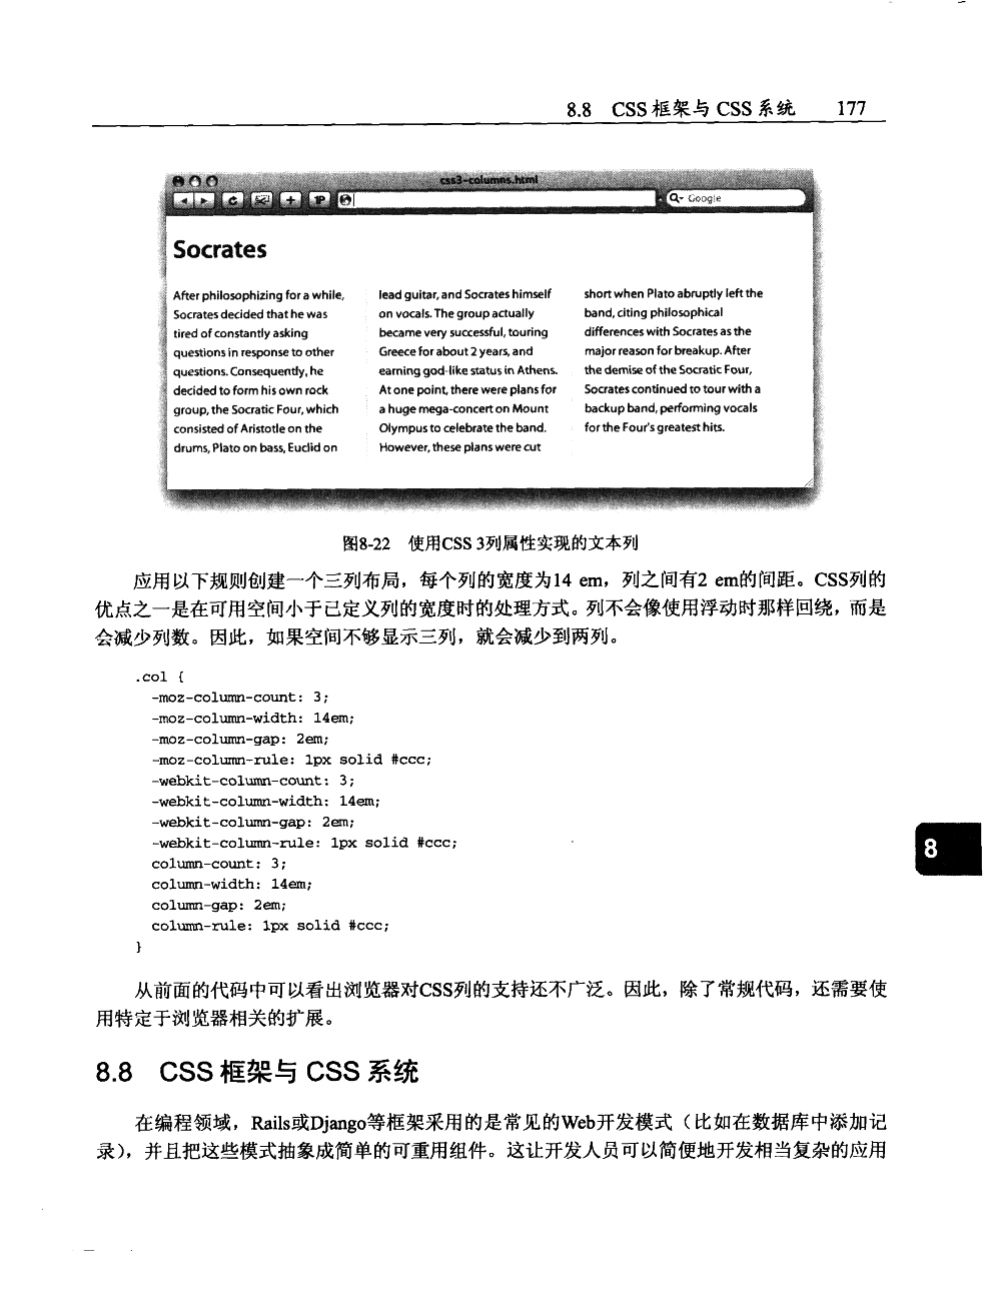 8.8 CSS框架与CSS系统 177
css3-columns.html
Google
Socrates
After philosophizing for a while,
Socrates decided that he was
tired of constantly asking
questions in response to other
questions. Consequently, he
decided to form his own rock
group, the Socratic Four, which
consisted of Aristotle on the
drums, Plato on bass, Euclid on
lead guitar, and Socrates himself
on vocals. The group actually
became very successful, touring
Greece for about 2 years, and
earning god-like status in Athens.
At one point, there were plans for
a huge mega-concert on Mount
Olympus to celebrate the band.
However, these plans were cut
short when Plato abruptly left the
band, citing philosophical
differences with Socrates as the
major reason for breakup. After
the demise of the Socratic Four,
Socrates continued to tour with a
backup band, performing vocals
for the Four's greatest hits.
图8-22 使用CSS 3列属性实现的文本列
应用以下规则创建一个三列布局，每个列的宽度为14 em，列之间有2 em的间距。CSS列的
优点之一是在可用空间小于已定义列的宽度时的处理方式。列不会像使用浮动时那样回绕，而是
会减少列数。因此，如果空间不够显示三列，就会减少到两列。
.col {
-moz-column-count: 3;
-moz-column-width: 14em;
-moz-column-gap: 2em;
-moz-column-rule: 1px solid #ccc;
-webkit-column-count: 3;
-webkit-column-width: 14em;
-webkit-column-gap: 2em;
-webkit-column-rule: 1px solid #ccc;
column-count: 3;
column-width: 14em;
column-gap: 2em;
column-rule: 1px solid #ccc;
}
8
从前面的代码中可以看出浏览器对CSS列的支持还不广泛。因此，除了常规代码，还需要使
用特定于浏览器相关的扩展。
8.8 CSS框架与CSS系统
在编程领域，Rails或Django等框架采用的是常见的Web开发模式（比如在数据库中添加记
录），并且把这些模式抽象成简单的可重用组件。这让开发人员可以简便地开发相当复杂的应用